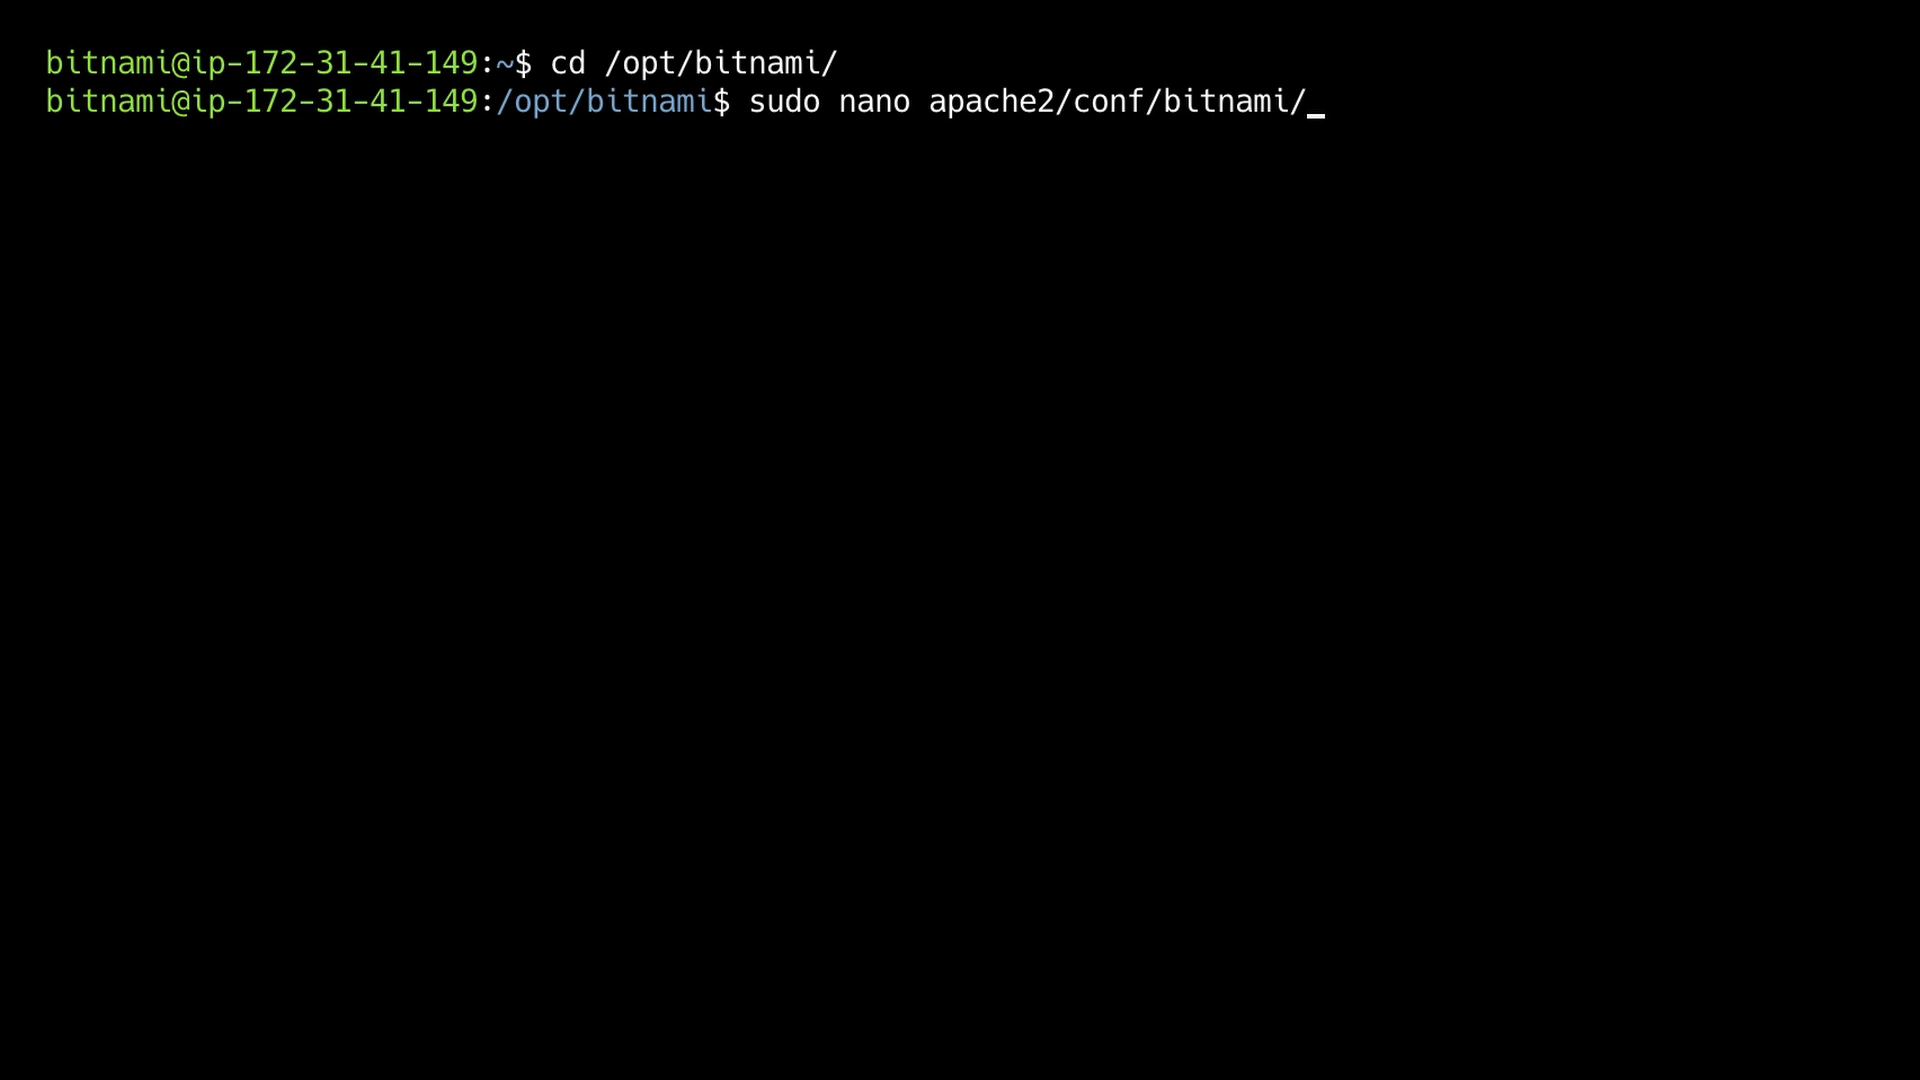 bitnami@ip-172-31-41-149:~$ cd /opt/bitnami/
bitnami@ip-172-31-41-149:/opt/bitnami$ sudo nano apache2/conf/bitnami/